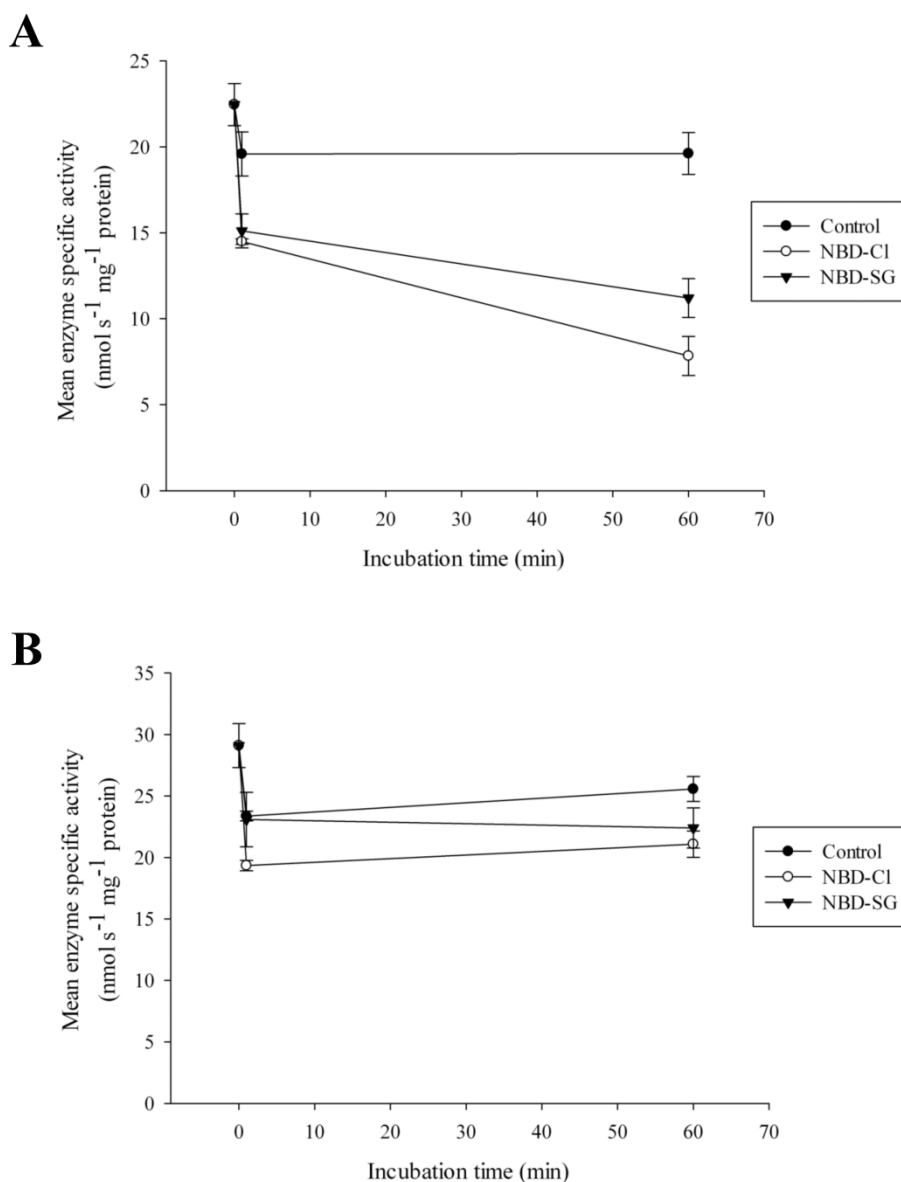 A
Mean enzyme specific activity
(nmol s⁻¹ mg⁻¹ protein)
25
20
15
10
5
0
0 10 20 30 40 50 60 70
Incubation time (min)
Control
NBD-Cl
NBD-SG
B
Mean enzyme specific activity
(nmol s⁻¹ mg⁻¹ protein)
35
30
25
20
15
10
5
0
0 10 20 30 40 50 60 70
Incubation time (min)
Control
NBD-Cl
NBD-SG